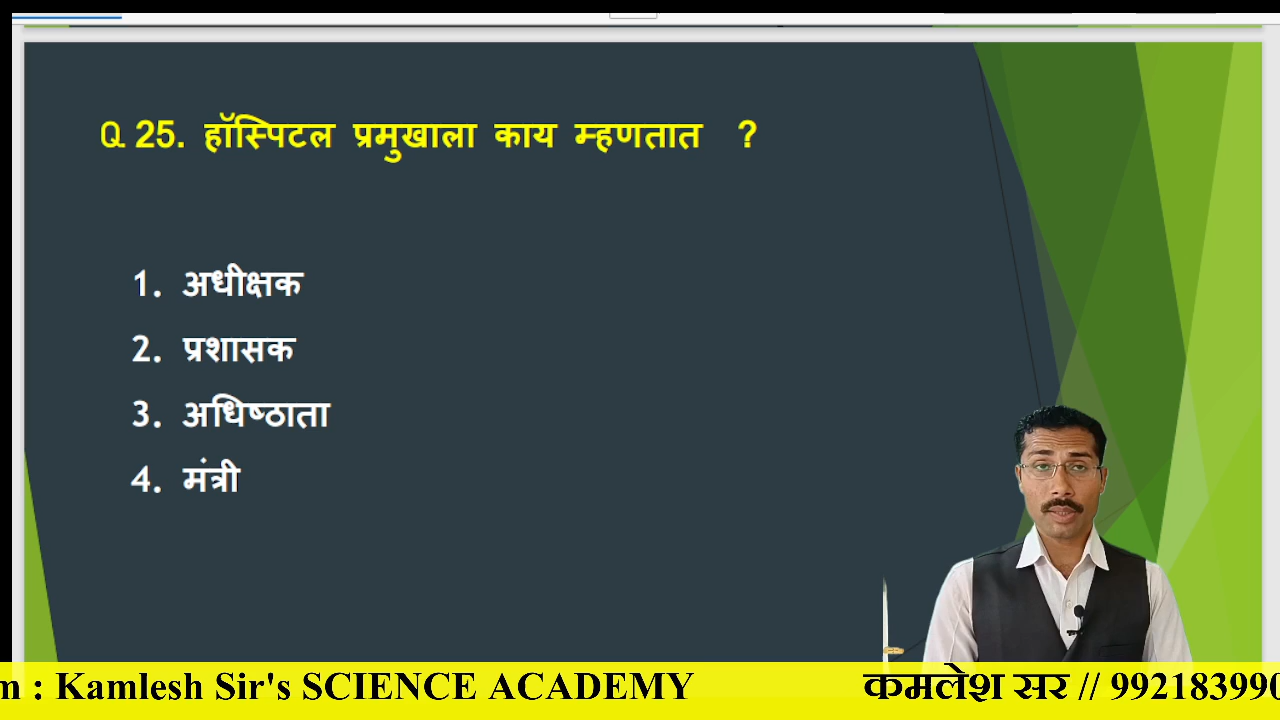 Q. 25. हॉस्पिटल प्रमुखाला काय म्हणतात ?
1. अधीक्षक
2. प्रशासक
3. अधिष्ठाता
4. मंत्री
m : Kamlesh Sir's SCIENCE ACADEMY कमलेश सर // 992183990